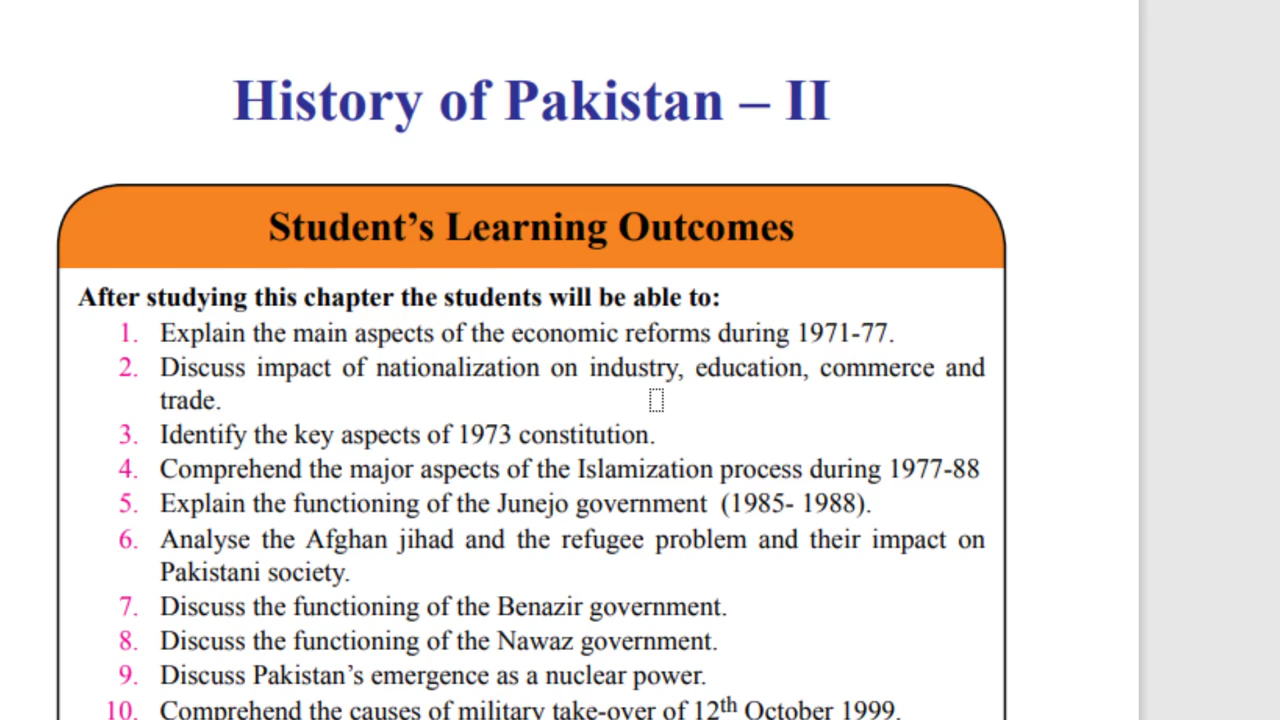 History of Pakistan – II
Student’s Learning Outcomes
After studying this chapter the students will be able to:
1. Explain the main aspects of the economic reforms during 1971-77.
2. Discuss impact of nationalization on industry, education, commerce and
trade.
3. Identify the key aspects of 1973 constitution.
4. Comprehend the major aspects of the Islamization process during 1977-88
5. Explain the functioning of the Junejo government (1985- 1988).
6. Analyse the Afghan jihad and the refugee problem and their impact on
Pakistani society.
7. Discuss the functioning of the Benazir government.
8. Discuss the functioning of the Nawaz government.
9. Discuss Pakistan’s emergence as a nuclear power.
10. Comprehend the causes of military take-over of 12th October 1999.